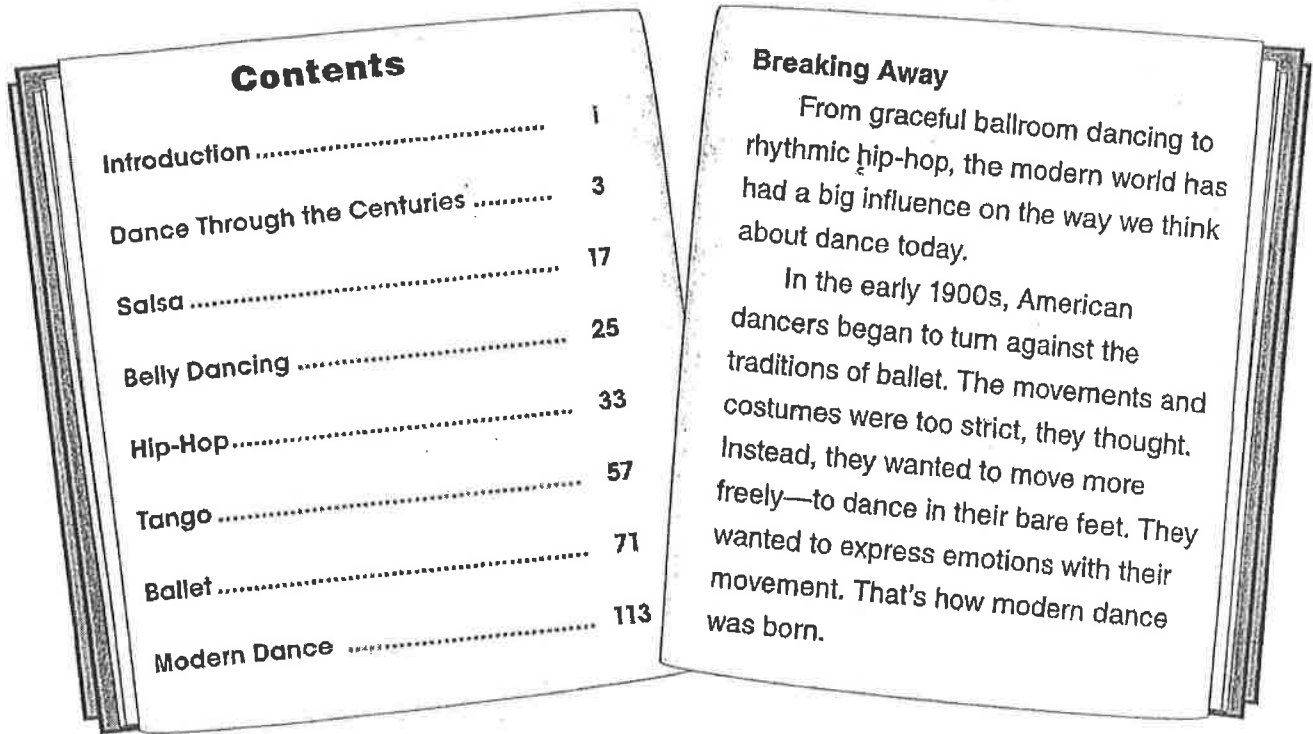 Contents
Introduction .......... i
Dance Through the Centuries .......... 3
Salsa .......... 17
Belly Dancing .......... 25
Hip-Hop .......... 33
Tango .......... 57
Ballet .......... 71
Modern Dance .......... 113
Breaking Away
From graceful ballroom dancing to
rhythmic hip-hop, the modern world has
had a big influence on the way we think
about dance today.
In the early 1900s, American
dancers began to turn against the
traditions of ballet. The movements and
costumes were too strict, they thought.
Instead, they wanted to move more
freely—to dance in their bare feet. They
wanted to express emotions with their
movement. That's how modern dance
was born.